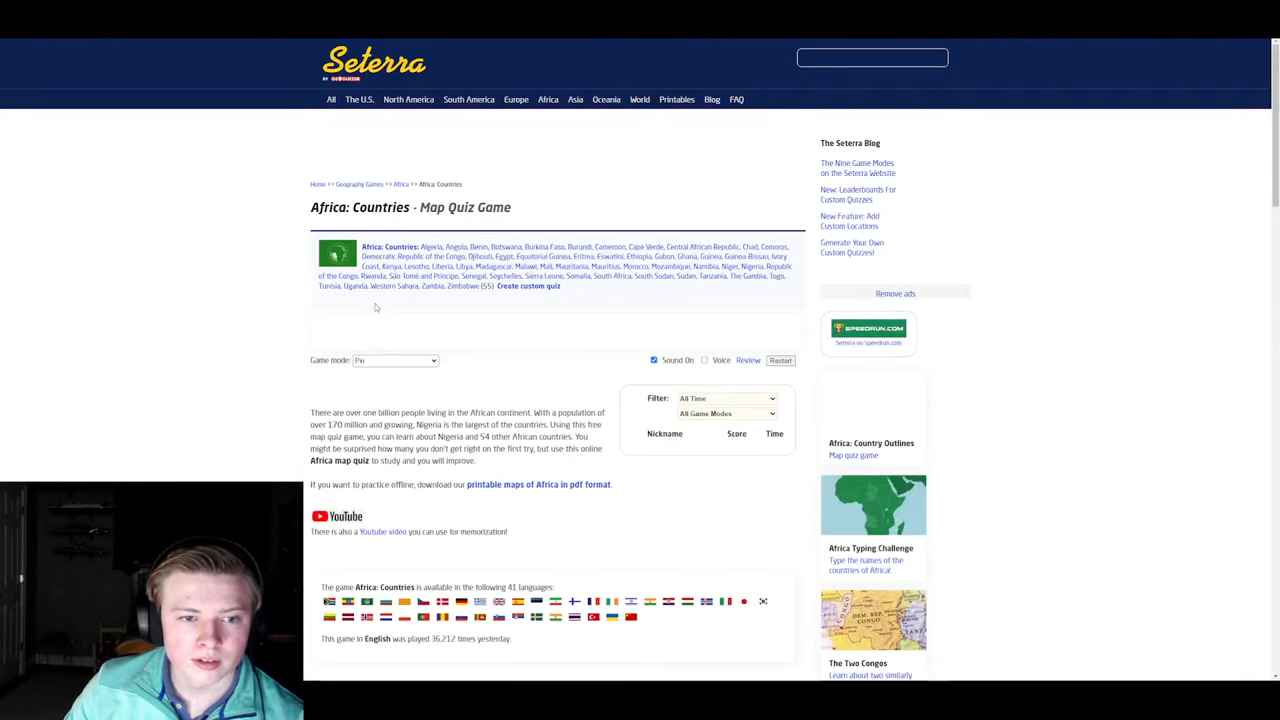 Seterra
BY GEOGUESSR
All The U.S. North America South America Europe Africa Asia Oceania World Printables Blog FAQ
Home >> Geography Games >> Africa >> Africa: Countries
Africa: Countries - Map Quiz Game
Africa: Countries: Algeria, Angola, Benin, Botswana, Burkina Faso, Burundi, Cameroon, Cape Verde, Central African Republic, Chad, Comoros,
Democratic Republic of the Congo, Djibouti, Egypt, Equatorial Guinea, Eritrea, Eswatini, Ethiopia, Gabon, Ghana, Guinea, Guinea-Bissau, Ivory
Coast, Kenya, Lesotho, Liberia, Libya, Madagascar, Malawi, Mali, Mauritania, Mauritius, Morocco, Mozambique, Namibia, Niger, Nigeria, Republic
of the Congo, Rwanda, São Tomé and Príncipe, Senegal, Seychelles, Sierra Leone, Somalia, South Africa, South Sudan, Sudan, Tanzania, The Gambia, Togo,
Tunisia, Uganda, Western Sahara, Zambia, Zimbabwe (55) Create custom quiz
Game mode: Pin
Sound On Voice Review Restart
There are over one billion people living in the African continent. With a population of
over 170 million and growing, Nigeria is the largest of the countries. Using this free
map quiz game, you can learn about Nigeria and 54 other African countries. You
might be surprised how many you don't get right on the first try, but use this online
Africa map quiz to study and you will improve.
Filter: All Time
All Game Modes
Nickname Score Time
If you want to practice offline, download our printable maps of Africa in pdf format.
YouTube
There is also a Youtube video you can use for memorization!
The game Africa: Countries is available in the following 41 languages:
This game in English was played 36,212 times yesterday.
The Seterra Blog
The Nine Game Modes
on the Seterra Website
New: Leaderboards For
Custom Quizzes
New Feature: Add
Custom Locations
Generate Your Own
Custom Quizzes!
Remove ads
SPEEDRUN.COM
Seterra on Speedrun.com
Africa: Country Outlines
Map quiz game
Africa Typing Challenge
Type the names of the
countries of Africa!
CONGO
DEM. REP.
CONGO
The Two Congos
Learn about two similarly